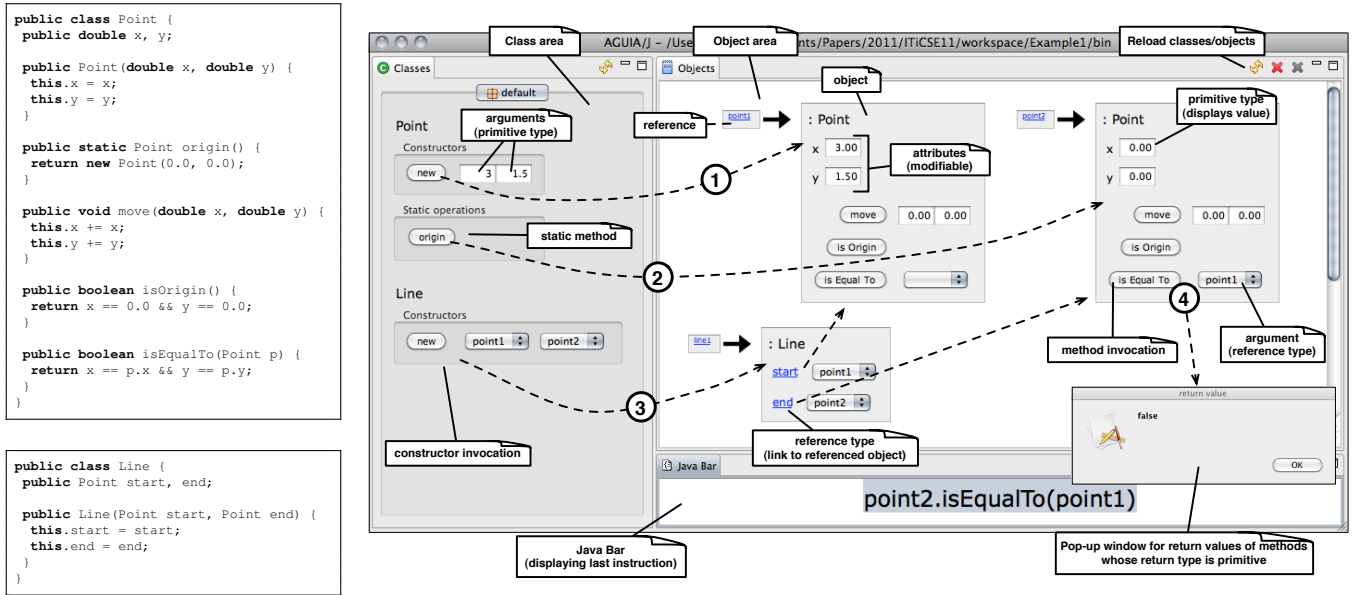 public class Point {
public double x, y;
public Point(double x, double y) {
this.x = x;
this.y = y;
}
public static Point origin() {
return new Point(0.0, 0.0);
}
public void move(double x, double y) {
this.x += x;
this.y += y;
}
public boolean isOrigin() {
return x == 0.0 && y == 0.0;
}
public boolean isEqualTo(Point p) {
return x == p.x && y == p.y;
}
}
public class Line {
public Point start, end;
public Line(Point start, Point end) {
this.start = start;
this.end = end;
}
}
Class area
AGUIA/J - /Use
Object area
nts/Papers/2011/ITiCSE11/workspace/Example1/bin
Reload classes/objects
Classes
default
Point
arguments
(primitive type)
Constructors
new
3
1.5
Static operations
origin
static method
Line
Constructors
new
point1
point2
constructor invocation
Objects
object
reference
point1
: Point
x 3.00
y 1.50
attributes
(modifiable)
move
0.00 0.00
is Origin
is Equal To
point2
: Point
primitive type
(displays value)
x 0.00
y 0.00
move
0.00 0.00
is Origin
is Equal To
point1
1
2
3
4
line1
: Line
start
point1
end
point2
reference type
(link to referenced object)
method invocation
argument
(reference type)
return value
false
OK
Java Bar
point2.isEqualTo(point1)
Java Bar
(displaying last instruction)
Pop-up window for return values of methods
whose return type is primitive